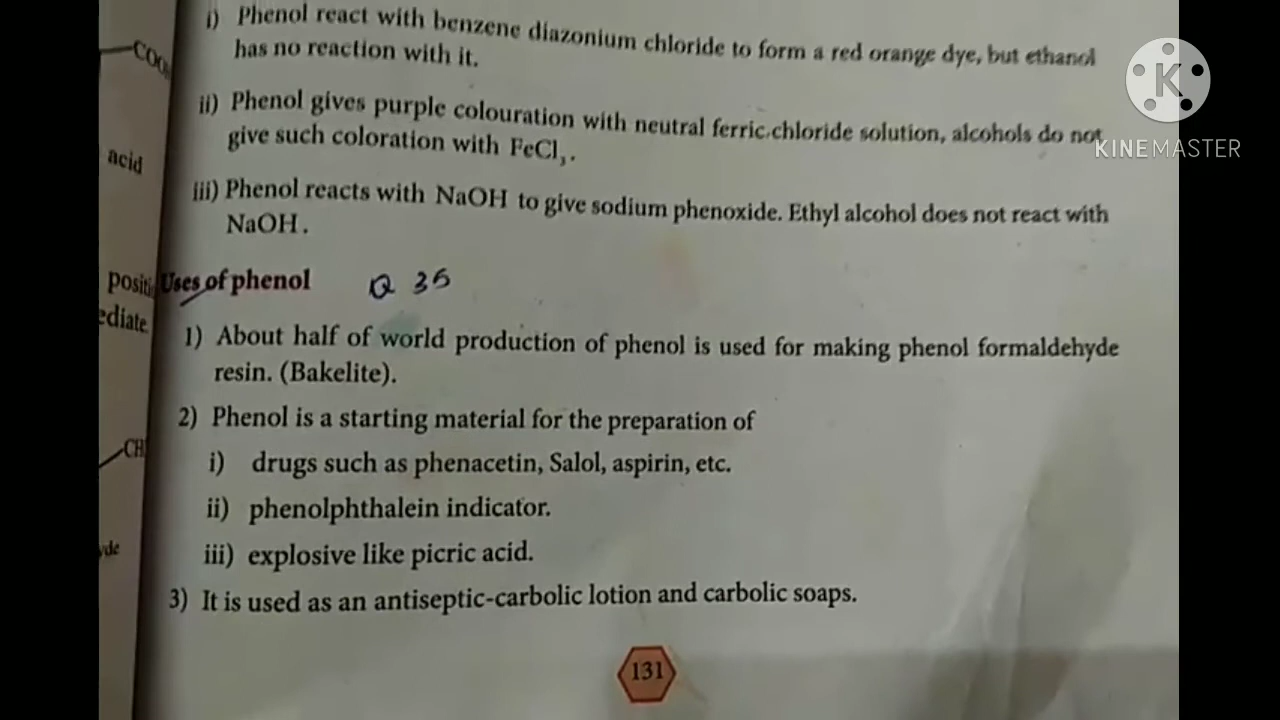 i) Phenol react with benzene diazonium chloride to form a red orange dye, but ethanol
has no reaction with it.
ii) Phenol gives purple colouration with neutral ferric.chloride solution, alcohols do not
give such coloration with FeCl₃.
iii) Phenol reacts with NaOH to give sodium phenoxide. Ethyl alcohol does not react with
NaOH.
Uses of phenol Q 35
1) About half of world production of phenol is used for making phenol formaldehyde
resin. (Bakelite).
2) Phenol is a starting material for the preparation of
i) drugs such as phenacetin, Salol, aspirin, etc.
ii) phenolphthalein indicator.
iii) explosive like picric acid.
3) It is used as an antiseptic-carbolic lotion and carbolic soaps.
131
acid
ediate
CH
K
KINEMASTER